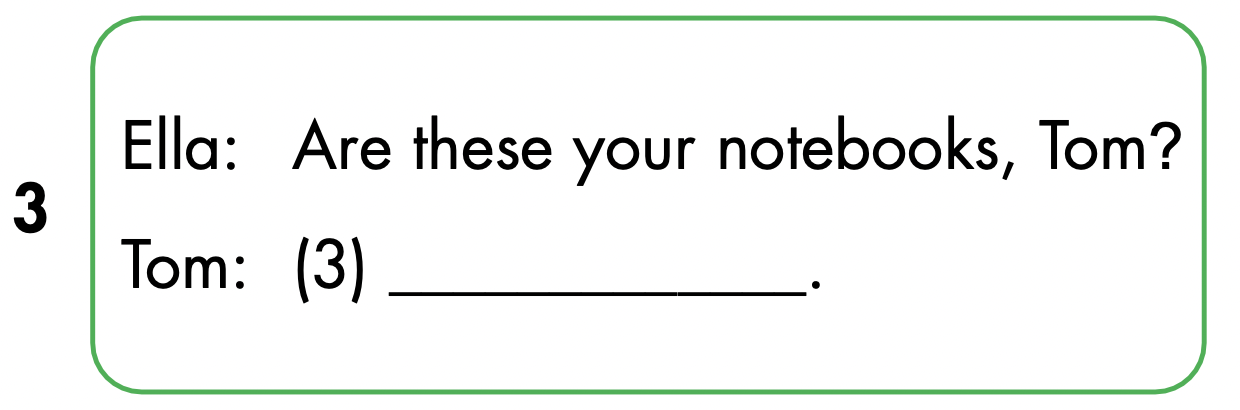 3
Ella: Are these your notebooks, Tom?
Tom: (3) ____________.